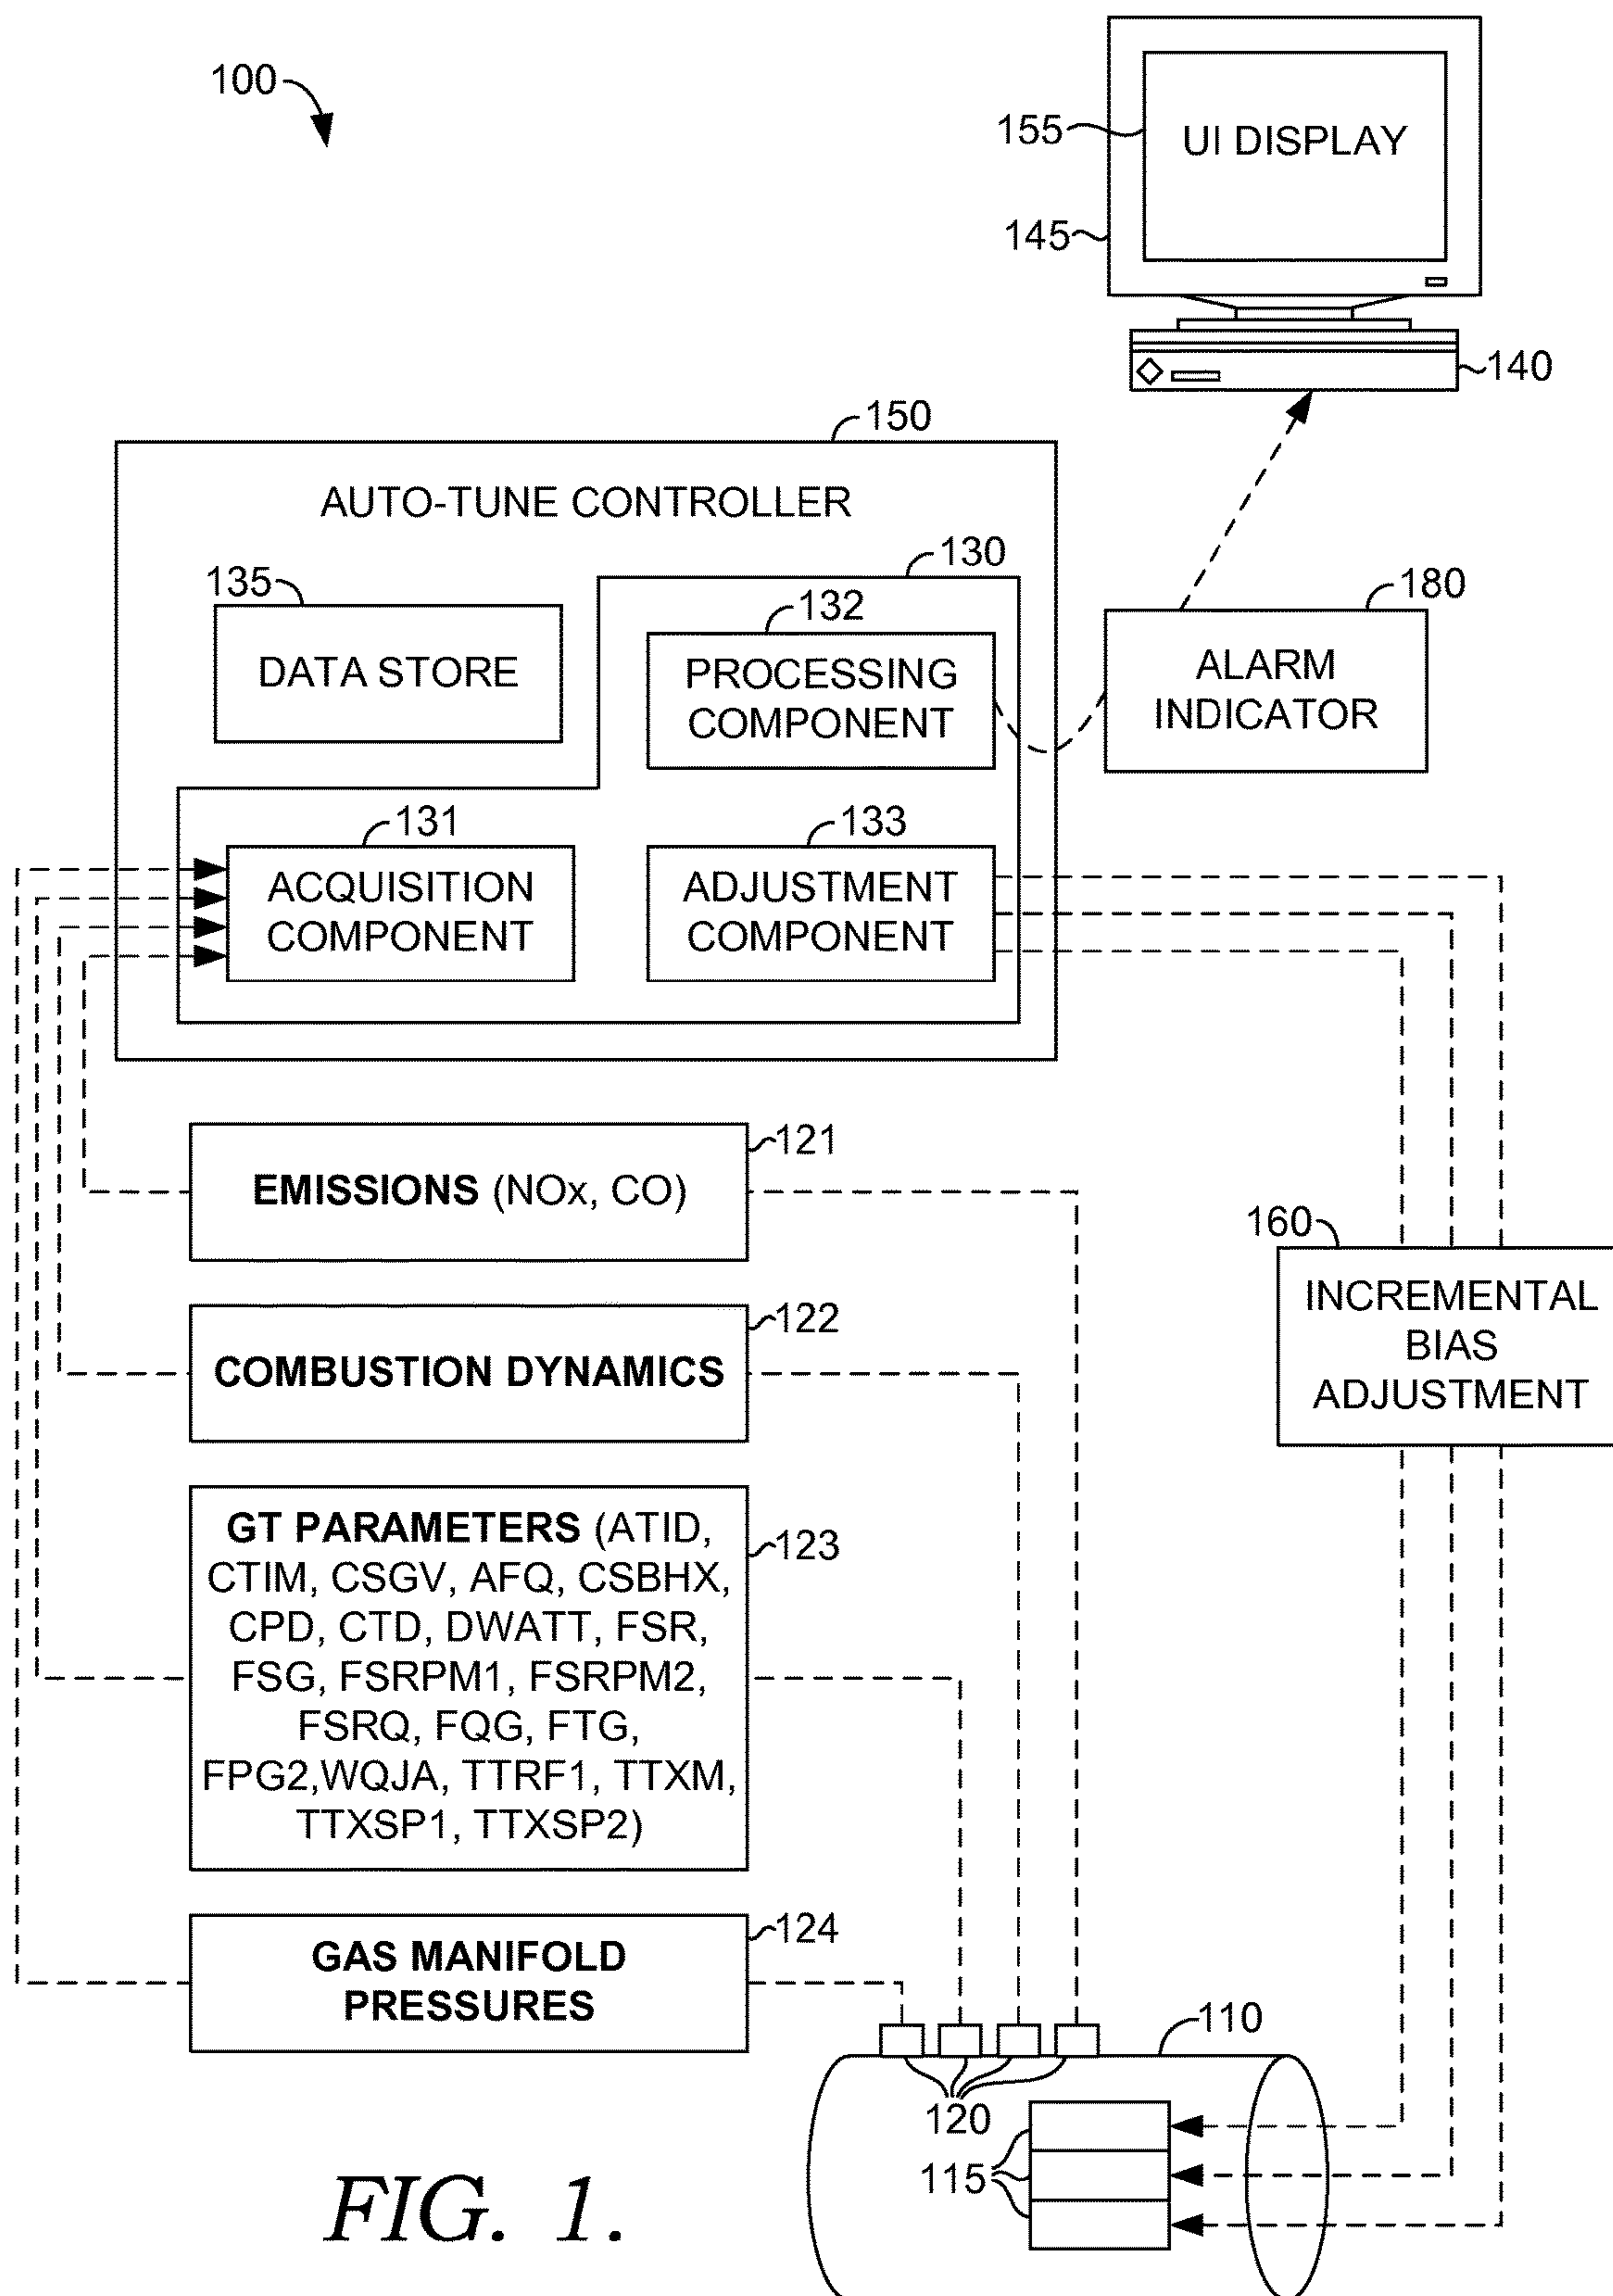 100
155
UI DISPLAY
145
140
150
AUTO-TUNE CONTROLLER
130
135
DATA STORE
132
PROCESSING
COMPONENT
180
ALARM
INDICATOR
131
ACQUISITION
COMPONENT
133
ADJUSTMENT
COMPONENT
121
EMISSIONS (NOx, CO)
160
INCREMENTAL
BIAS
ADJUSTMENT
122
COMBUSTION DYNAMICS
123
GT PARAMETERS (ATID,
CTIM, CSGV, AFQ, CSBHX,
CPD, CTD, DWATT, FSR,
FSG, FSRPM1, FSRPM2,
FSRQ, FQG, FTG,
FPG2,WQJA, TTRF1, TTXM,
TTXSP1, TTXSP2)
124
GAS MANIFOLD
PRESSURES
110
120
115
FIG. 1.